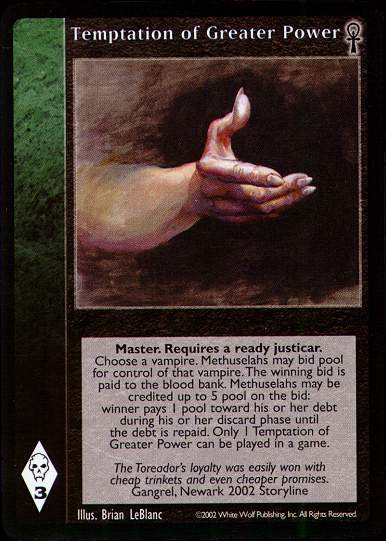 Temptation of Greater Power
Master. Requires a ready justicar.
Choose a vampire. Methuselahs may bid pool
for control of that vampire. The winning bid is
paid to the blood bank. Methuselahs may be
credited up to 5 pool on the bid:
winner pays 1 pool toward his or her debt
during his or her discard phase until
the debt is repaid. Only 1 Temptation of
Greater Power can be played in a game.
The Toreador's loyalty was easily won with
cheap trinkets and even cheaper promises.
Gangrel, Newark 2002 Storyline
3
Illus. Brian LeBlanc
©2002 White Wolf Publishing, Inc. All Rights Reserved.